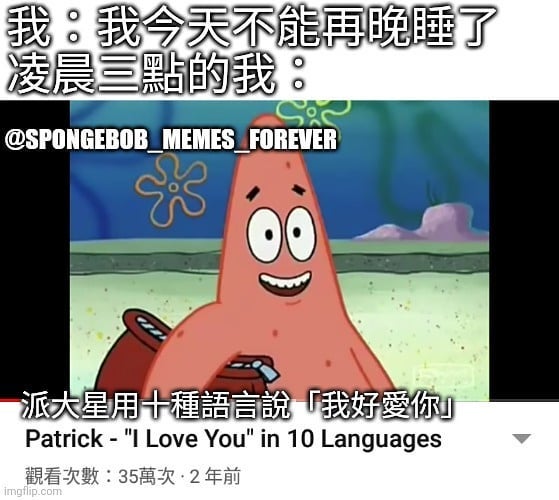 我：我今天不能再晚睡了
凌晨三點的我：
@SPONGEBOB_MEMES_FOREVER
派大星用十種語言說「我好愛你」
Patrick - "I Love You" in 10 Languages
觀看次數：35萬次 · 2 年前
imgflip.com